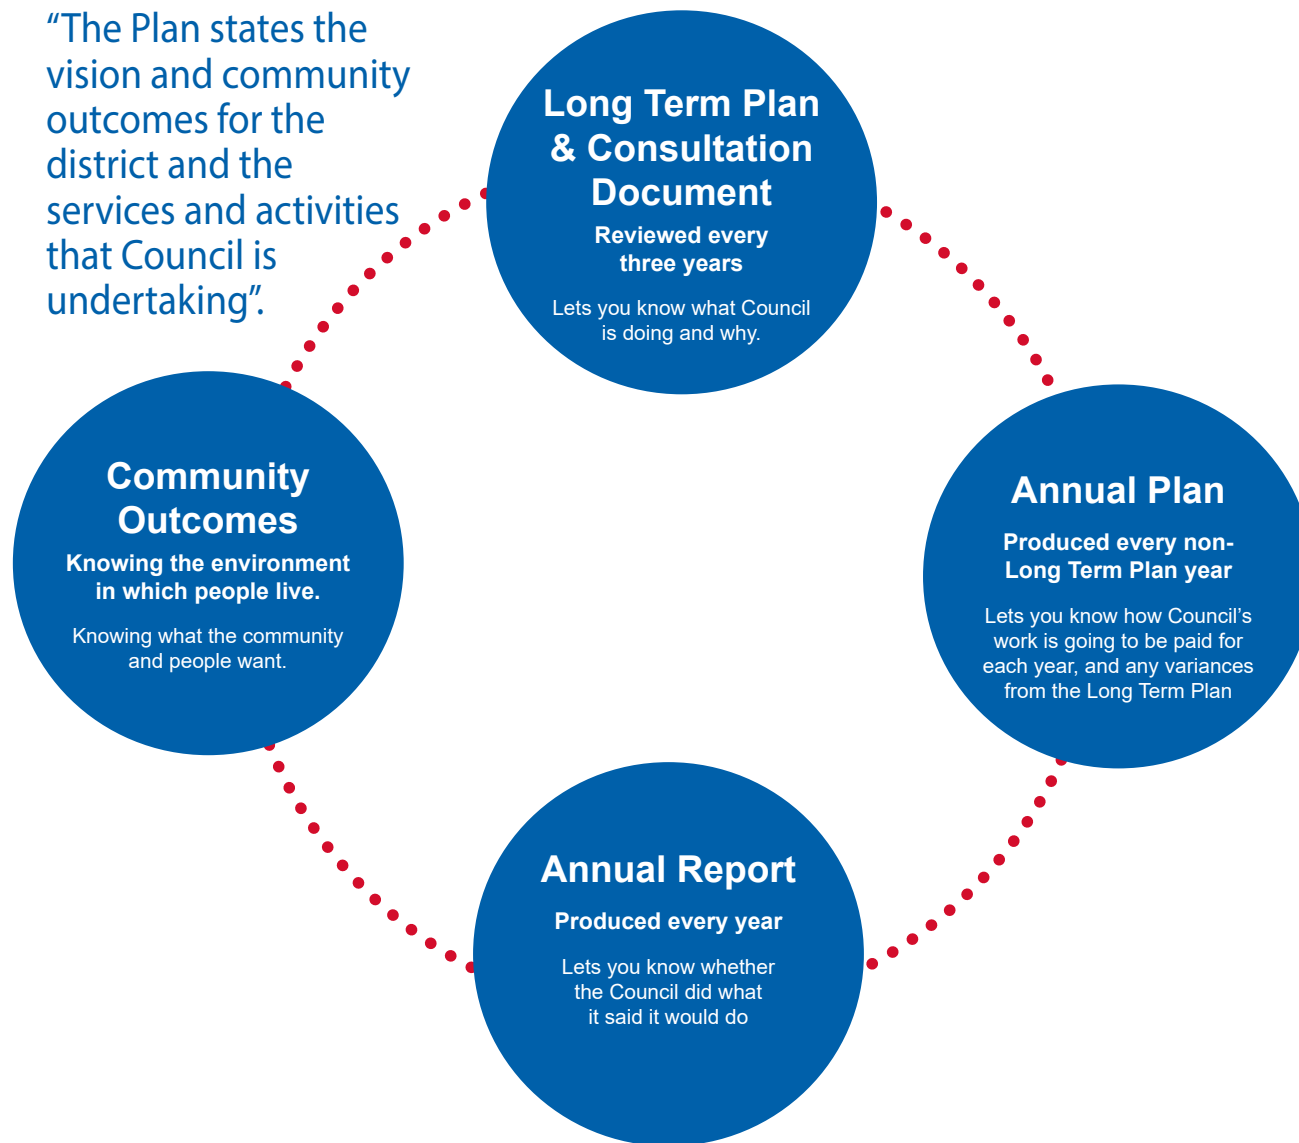 “The Plan states the
vision and community
outcomes for the
district and the
services and activities
that Council is
undertaking”.
Long Term Plan
& Consultation
Document
Reviewed every
three years
Lets you know what Council
is doing and why.
Community
Outcomes
Knowing the environment
in which people live.
Knowing what the community
and people want.
Annual Plan
Produced every non-
Long Term Plan year
Lets you know how Council’s
work is going to be paid for
each year, and any variances
from the Long Term Plan
Annual Report
Produced every year
Lets you know whether
the Council did what
it said it would do